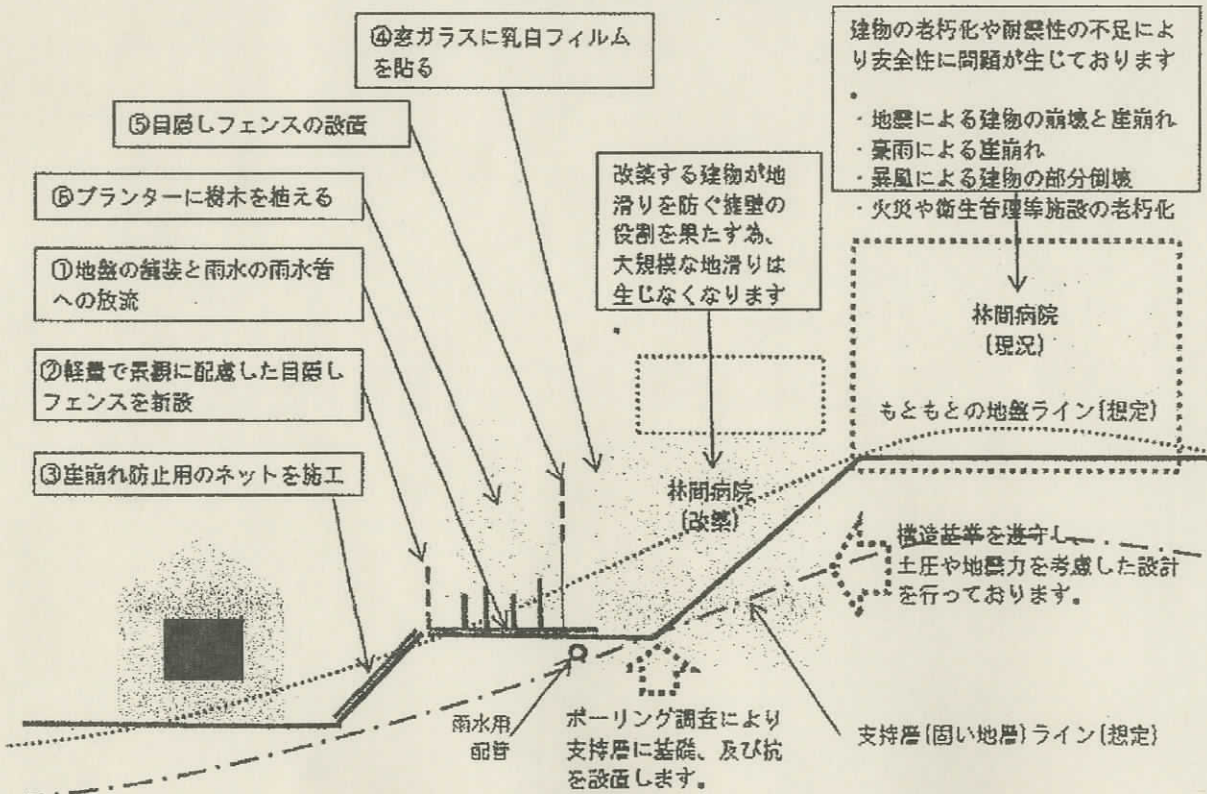 ④窓ガラスに乳白フィルム
を貼る
建物の老朽化や耐震性の不足によ
り安全性に問題が生じております
・
・地震による建物の崩壊と崖崩れ
・豪雨による崖崩れ
・暴風による建物の部分倒壊
・火災や衛生管理等施設の老朽化
⑤目隠しフェンスの設置
⑥プランターに樹木を植える
改築する建物が地
滑りを防ぐ擁壁の
役割を果たす為、
大規模な地滑りは
生じなくなります
①地盤の舗装と雨水の雨水管
への放流
②軽量で景観に配慮した目隠し
フェンスを新設
③崖崩れ防止用のネットを施工
林間病院
(現況)
もともとの地盤ライン(想定)
林間病院
(改築)
構造基準を遵守し
土圧や地震力を考慮した設計
を行っております。
雨水用
配管
ボーリング調査により
支持層に基礎、及び杭
を設置します。
支持層(固い地層)ライン(想定)